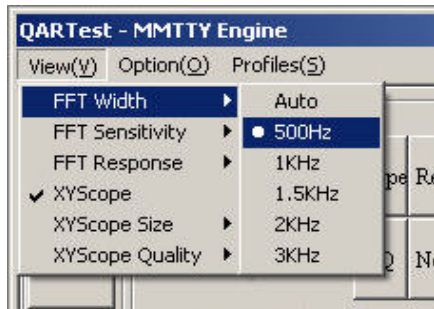 QARTest - MMTTY Engine
View(V) Option(O) Profiles(S)
FFT Width
FFT Sensitivity
FFT Response
XYScope
XYScope Size
XYScope Quality
Auto
500Hz
1KHz
1.5KHz
2KHz
3KHz